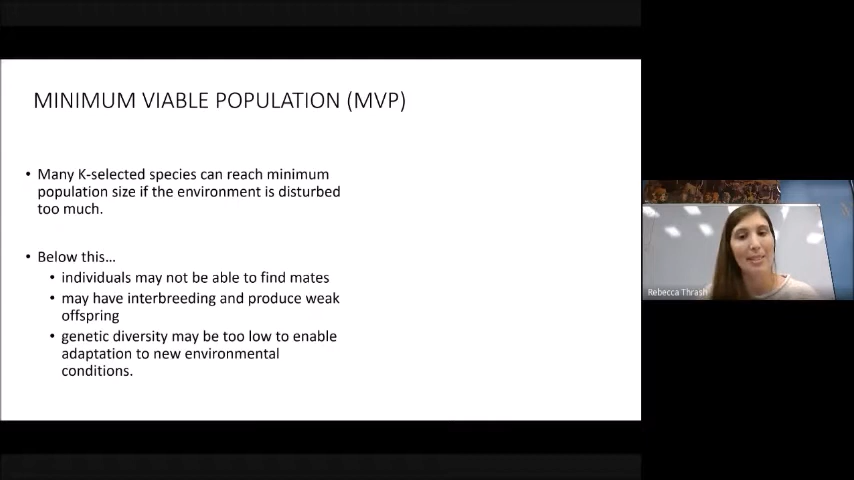 MINIMUM VIABLE POPULATION (MVP)
• Many K-selected species can reach minimum
population size if the environment is disturbed
too much.
• Below this…
• individuals may not be able to find mates
• may have interbreeding and produce weak
offspring
• genetic diversity may be too low to enable
adaptation to new environmental
conditions.
Rebecca Thrash